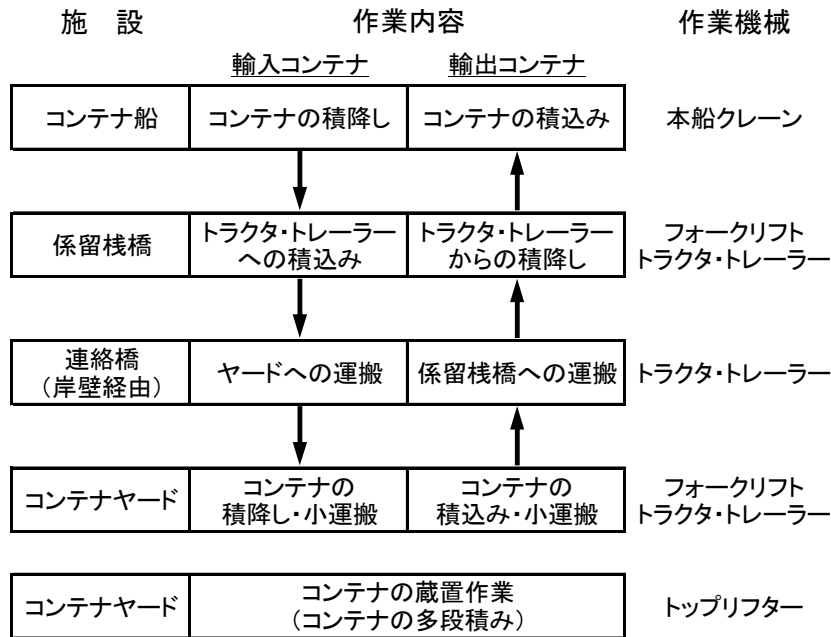 施　設　作業内容　作業機械
輸入コンテナ　輸出コンテナ
コンテナ船　コンテナの積降し　コンテナの積込み　本船クレーン
係留桟橋
トラクタ・トレーラー
への積込み
トラクタ・トレーラー
からの積降し
フォークリフト
トラクタ・トレーラー
連絡橋
（岸壁経由）
ヤードへの運搬
係留桟橋への運搬
トラクタ・トレーラー
コンテナヤード
コンテナの
積降し・小運搬
コンテナの
積込み・小運搬
フォークリフト
トラクタ・トレーラー
コンテナヤード
コンテナの蔵置作業
（コンテナの多段積み）
トップリフター